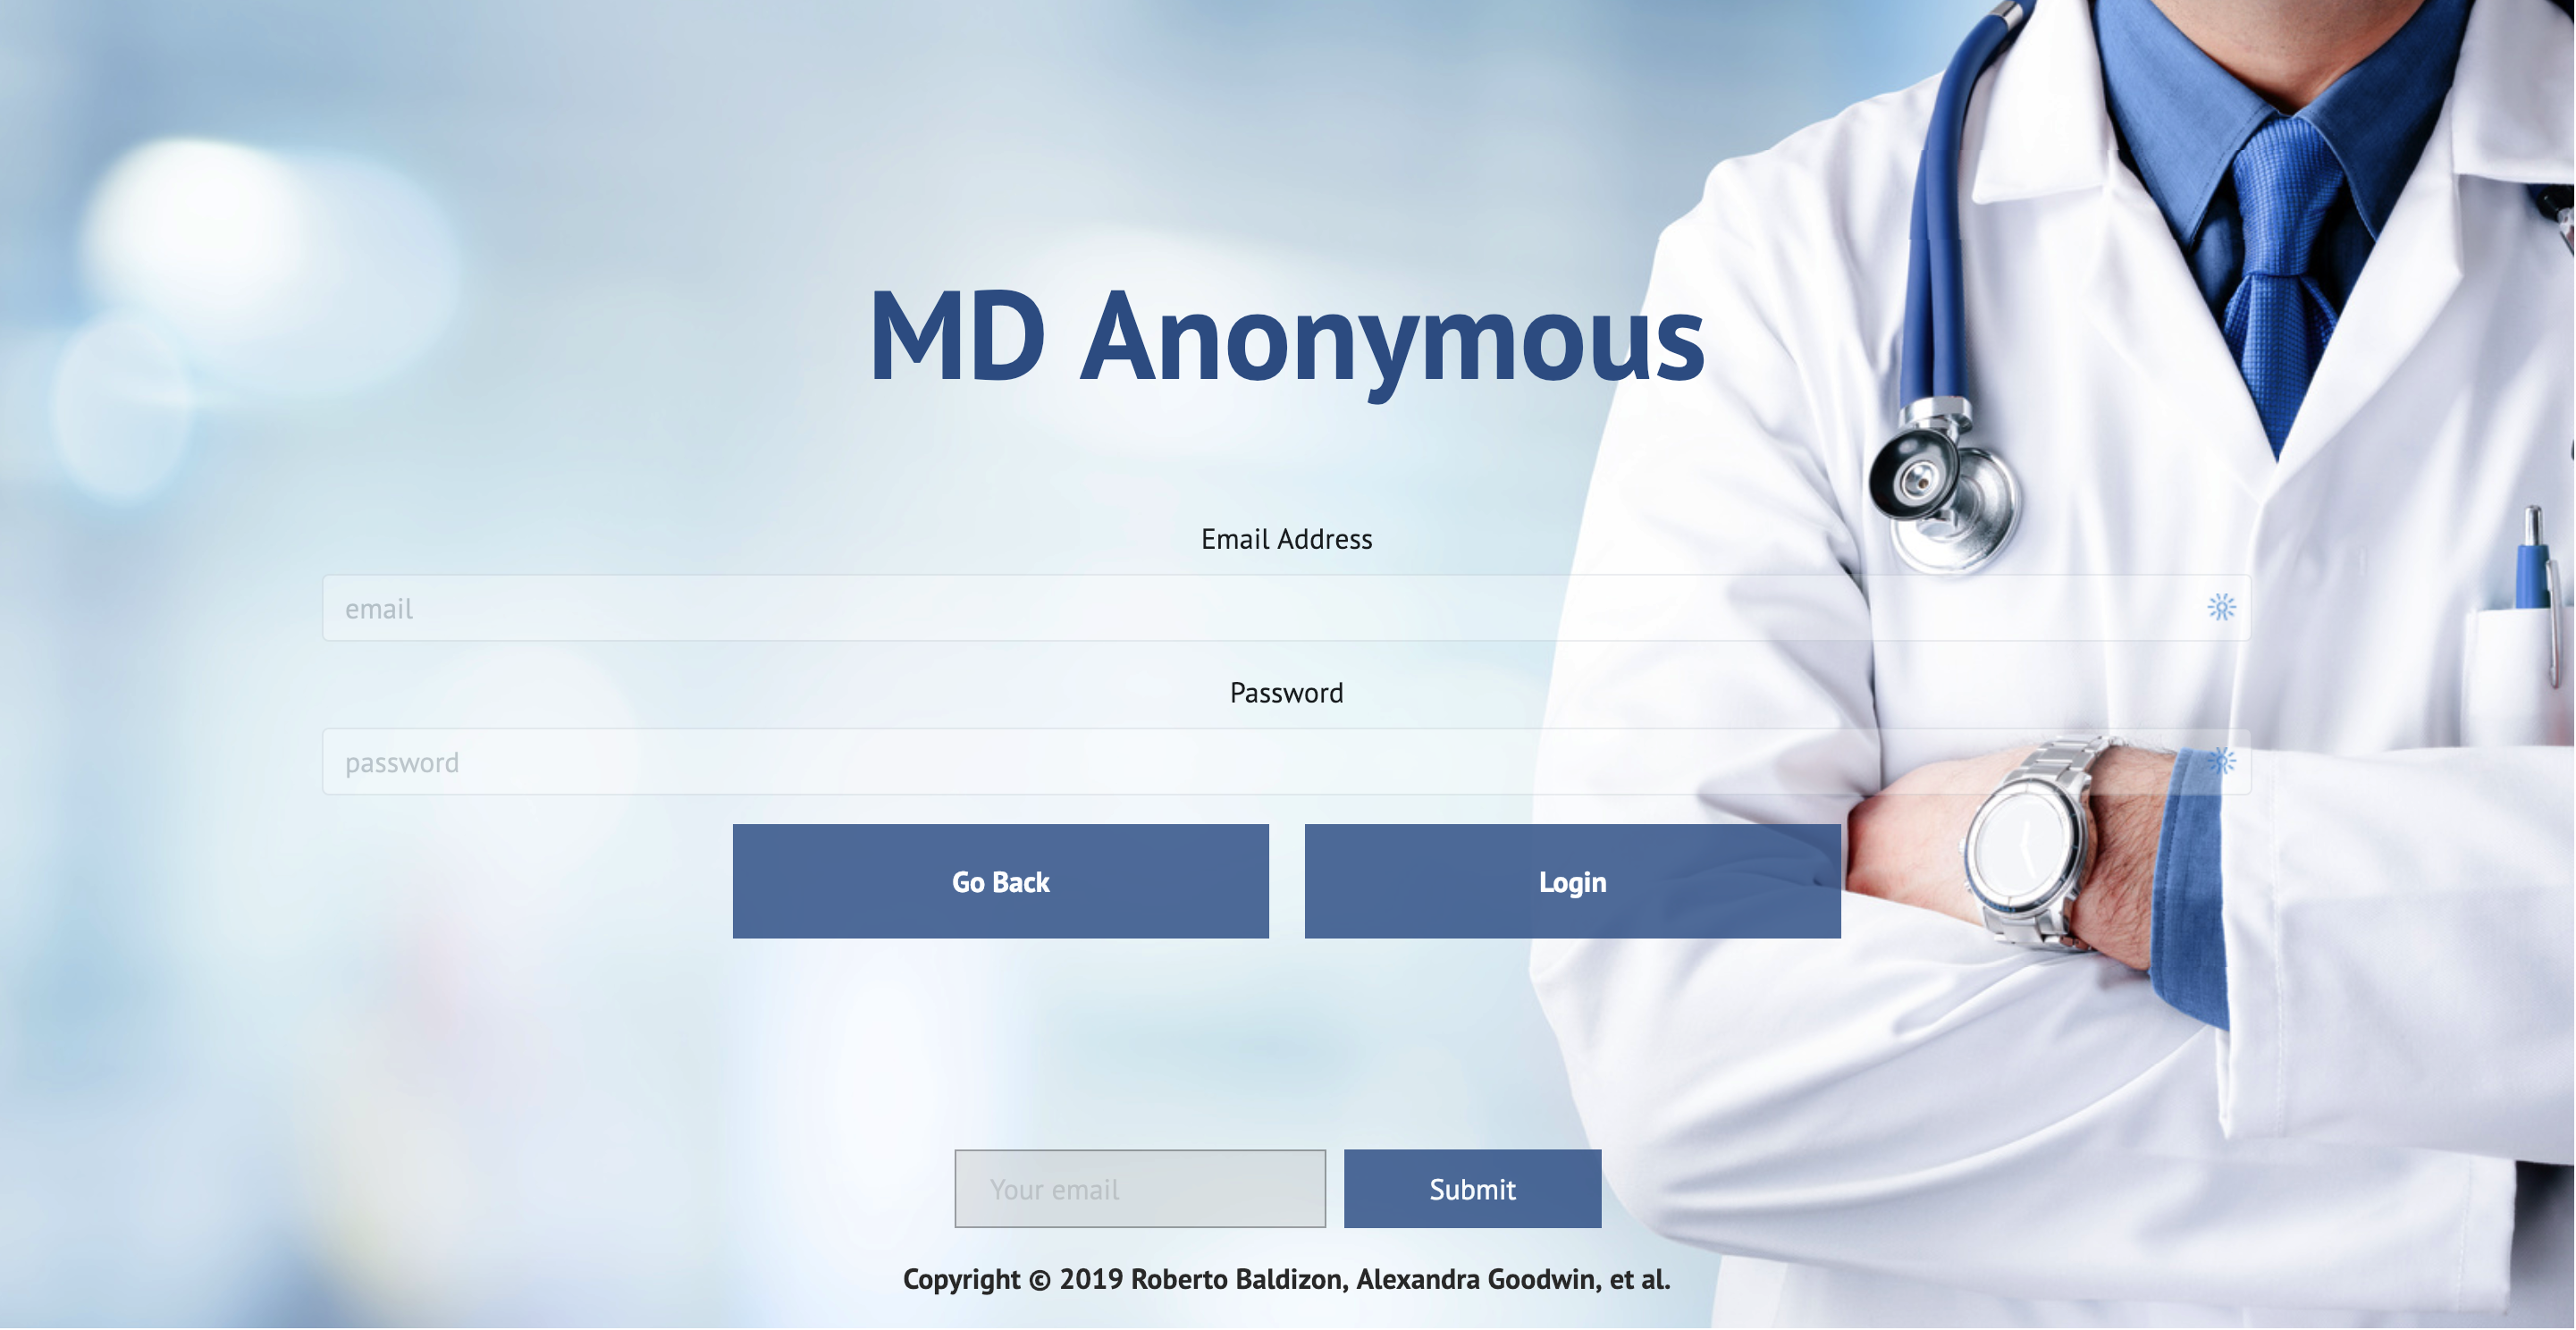 MD Anonymous
Email Address
email
Password
password
Go Back
Login
Your email
Submit
Copyright © 2019 Roberto Baldizon, Alexandra Goodwin, et al.